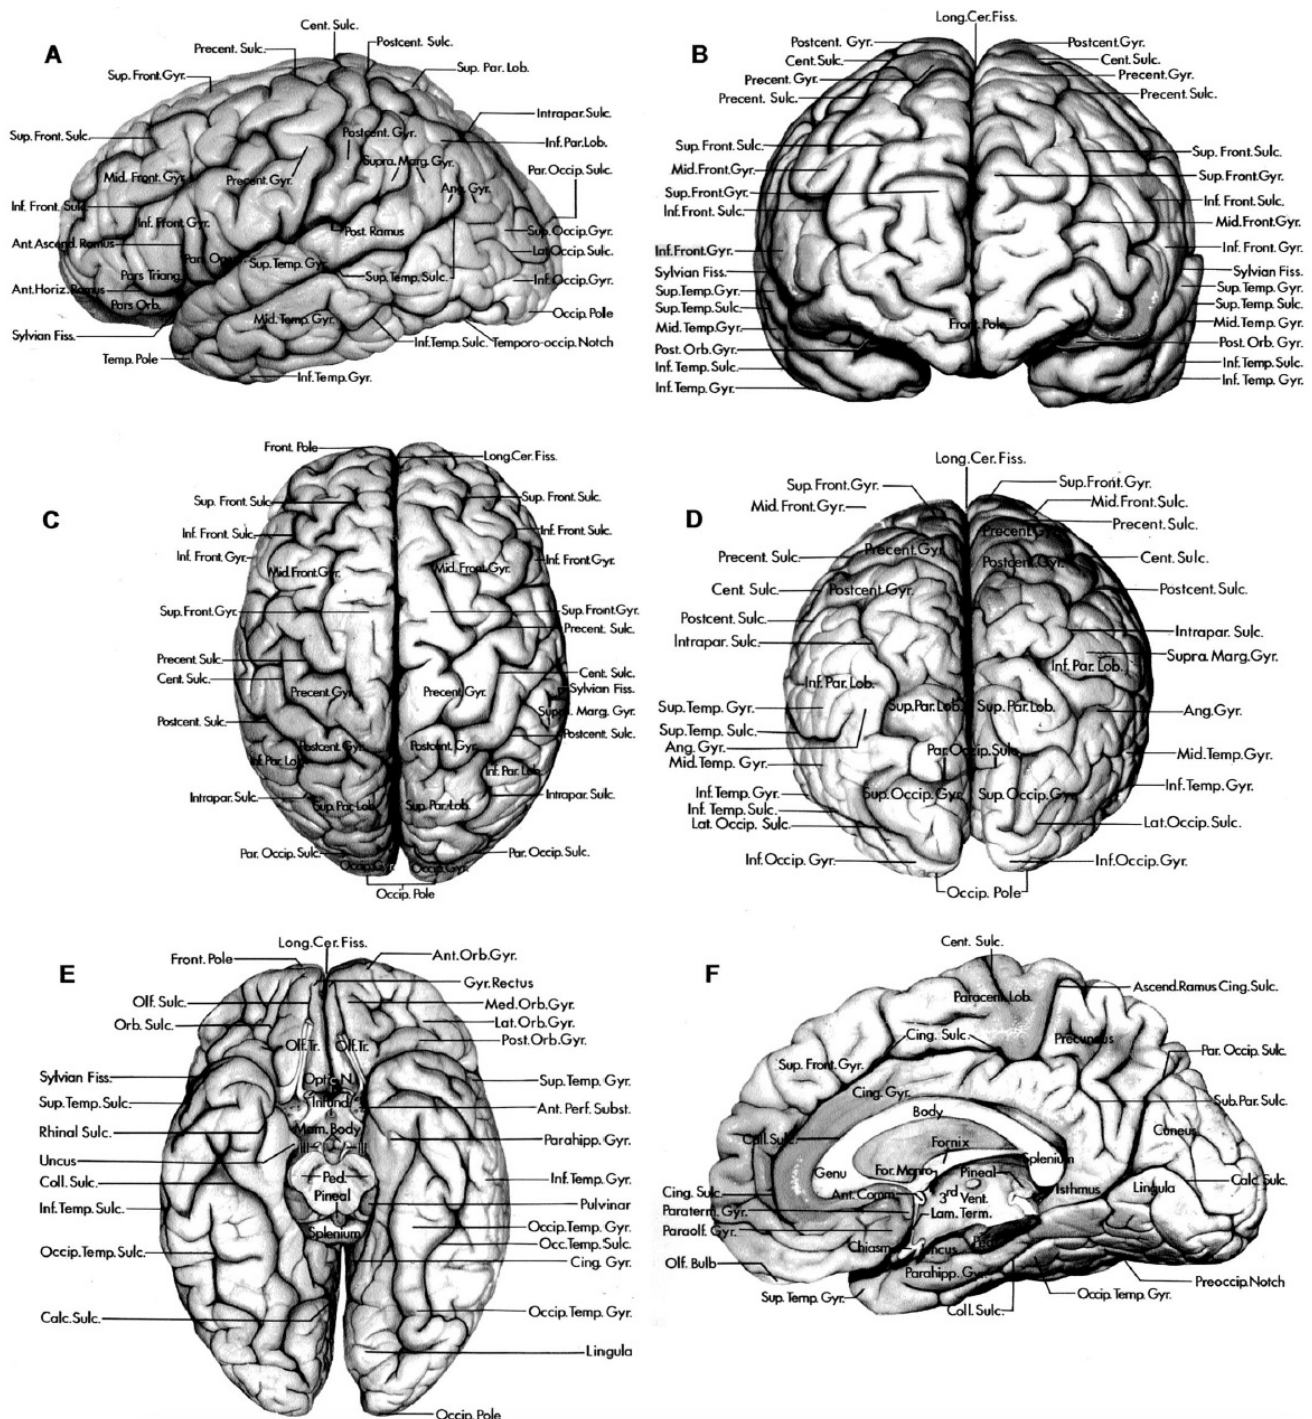 A
Cent. Sulc.
Precent. Sulc.
Postcent. Sulc.
Sup. Front. Gyr.
Sup. Par. Lob.
Intrapar. Sulc.
Sup. Front. Sulc.
Postcent. Gyr.
Inf. Par. Lob.
Supra. Marg. Gyr.
Par. Occip. Sulc.
Mid. Front. Gyr.
Precent. Gyr.
Ang. Gyr.
Inf. Front. Sulc.
Inf. Front. Gyr.
Post. Ramus
Sup. Occip. Gyr.
Ant. Ascend. Ramus
Lat. Occip. Sulc.
Sup. Temp. Gyr.
Pars Triang.
Sup. Temp. Sulc.
Inf. Occip. Gyr.
Ant. Horiz. Ramus
Pars Orb.
Occip. Pole
Mid. Temp. Gyr.
Sylvian Fiss.
Inf. Temp. Sulc.
Temporo-occip. Notch
Temp. Pole
Inf. Temp. Gyr.
B
Long. Cer. Fiss.
Postcent. Gyr.
Cent. Sulc.
Precent. Gyr.
Precent. Sulc.
Sup. Front. Sulc.
Mid. Front. Gyr.
Sup. Front. Gyr.
Inf. Front. Sulc.
Inf. Front. Gyr.
Sylvian Fiss.
Sup. Temp. Gyr.
Sup. Temp. Sulc.
Mid. Temp. Gyr.
Post. Orb. Gyr.
Inf. Temp. Sulc.
Inf. Temp. Gyr.
Front. Pole
Postcent. Gyr.
Cent. Sulc.
Precent. Gyr.
Precent. Sulc.
Sup. Front. Sulc.
Sup. Front. Gyr.
Inf. Front. Sulc.
Mid. Front. Gyr.
Inf. Front. Gyr.
Sylvian Fiss.
Sup. Temp. Gyr.
Sup. Temp. Sulc.
Mid. Temp. Gyr.
Post. Orb. Gyr.
Inf. Temp. Sulc.
Inf. Temp. Gyr.
C
Front. Pole
Long. Cer. Fiss.
Sup. Front. Sulc.
Inf. Front. Sulc.
Inf. Front. Gyr.
Mid. Front. Gyr.
Sup. Front. Gyr.
Precent. Sulc.
Cent. Sulc.
Precent. Gyr.
Postcent. Sulc.
Postcent. Gyr.
Inf. Par. Lob.
Intrapar. Sulc.
Sup. Par. Lob.
Par. Occip. Sulc.
Occip. Gyr.
Sup. Front. Sulc.
Inf. Front. Sulc.
Inf. Front. Gyr.
Mid. Front. Gyr.
Sup. Front. Gyr.
Precent. Sulc.
Cent. Sulc.
Sylvian Fiss.
Precent. Gyr.
Marg. Gyr.
Postcent. Sulc.
Postcent. Gyr.
Inf. Par. Lob.
Intrapar. Sulc.
Sup. Par. Lob.
Par. Occip. Sulc.
Occip. Gyr.
Occip. Pole
D
Long. Cer. Fiss.
Sup. Front. Gyr.
Mid. Front. Gyr.
Precent. Gyr.
Precent. Sulc.
Cent. Sulc.
Postcent. Gyr.
Postcent. Sulc.
Intrapar. Sulc.
Inf. Par. Lob.
Sup. Temp. Gyr.
Sup. Par. Lob.
Sup. Temp. Sulc.
Ang. Gyr.
Mid. Temp. Gyr.
Par. Occip. Sulc.
Inf. Temp. Gyr.
Sup. Occip. Gyr.
Inf. Temp. Sulc.
Lat. Occip. Sulc.
Inf. Occip. Gyr.
Sup. Front. Gyr.
Mid. Front. Sulc.
Precent. Sulc.
Precent. Gyr.
Cent. Sulc.
Postcent. Gyr.
Postcent. Sulc.
Intrapar. Sulc.
Supra. Marg. Gyr.
Inf. Par. Lob.
Sup. Par. Lob.
Ang. Gyr.
Mid. Temp. Gyr.
Inf. Temp. Gyr.
Sup. Occip. Gyr.
Lat. Occip. Sulc.
Inf. Occip. Gyr.
Occip. Pole
E
Long. Cer. Fiss.
Front. Pole
Olf. Sulc.
Orb. Sulc.
Olf. Tr.
Olf. Tr.
Sylvian Fiss.
Optic N.
Sup. Temp. Sulc.
Infund.
Rhinal Sulc.
Mam. Body
Uncus
Coll. Sulc.
Ped.
Pineal
Inf. Temp. Sulc.
Splenium
Occip. Temp. Sulc.
Calc. Sulc.
Ant. Orb. Gyr.
Gyr. Rectus
Med. Orb. Gyr.
Lat. Orb. Gyr.
Post. Orb. Gyr.
Sup. Temp. Gyr.
Ant. Perf. Subst.
Parahipp. Gyr.
Inf. Temp. Gyr.
Pulvinar
Occip. Temp. Gyr.
Occ. Temp. Sulc.
Cing. Gyr.
Occip. Temp. Gyr.
Lingula
Occip. Pole
F
Cent. Sulc.
Paracent. Lob.
Ascend. Ramus Cing. Sulc.
Cing. Sulc.
Precuneus
Par. Occip. Sulc.
Sup. Front. Gyr.
Cing. Gyr.
Sub. Par. Sulc.
Body
Cuneus
Call. Sulc.
Fornix
Splenium
Genu
For. Monro
Pineal
Calc. Sulc.
Cing. Sulc.
Ant. Comm.
3rd Vent.
Isthmus
Lingula
Paraterm. Gyr.
Lam. Term.
Paraolf. Gyr.
Chiasm
Uncus
Ped.
Olf. Bulb
Parahipp. Gyr.
Preoccip. Notch
Sup. Temp. Gyr.
Occip. Temp. Gyr.
Coll. Sulc.